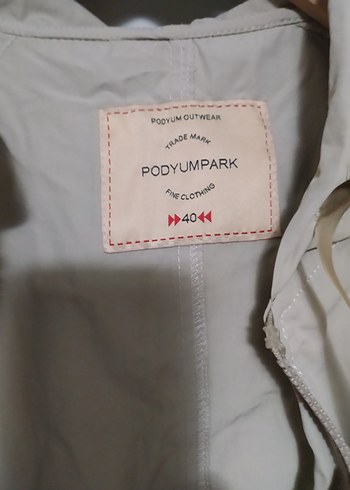 PODYUM OUTWEAR
TRADE MARK
PODYUMPARK
FINE CLOTHING
40